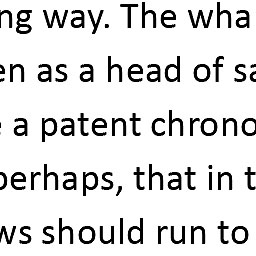 ng way. The wha
en as a head of sa
a patent chrono
perhaps, that in t
ws should run to